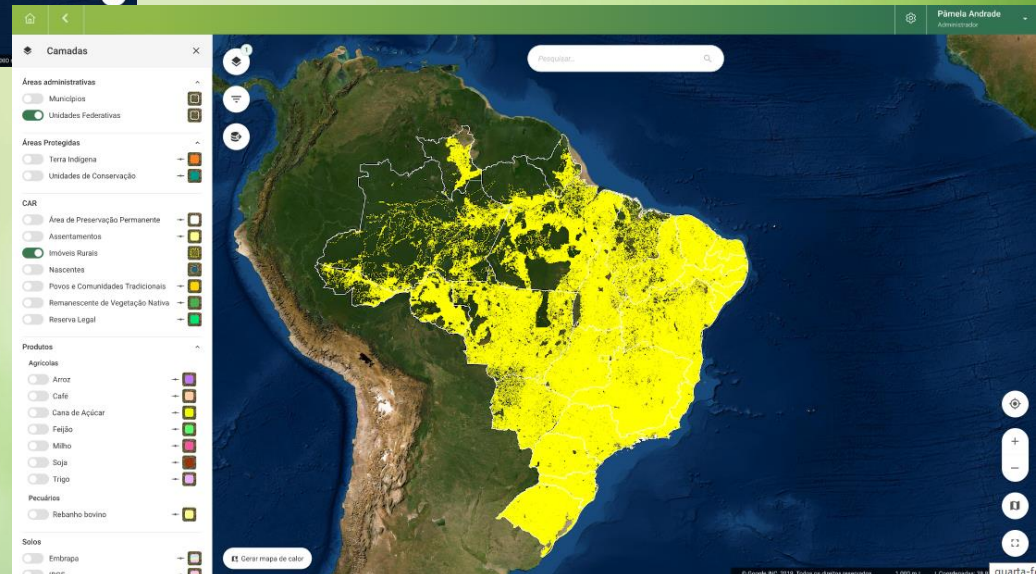 Pâmela Andrade
Administrador
Camadas
Pesquisar...
1
Áreas administrativas
Municípios
Unidades Federativas
Áreas Protegidas
Terra Indígena
Unidades de Conservação
CAR
Área de Preservação Permanente
Assentamentos
Imóveis Rurais
Nascentes
Povos e Comunidades Tradicionais
Remanescente de Vegetação Nativa
Reserva Legal
Produtos
Agrícolas
Arroz
Café
Cana de Açúcar
Feijão
Milho
Soja
Trigo
Pecuários
Rebanho bovino
Solos
Embrapa
Gerar mapa de calor